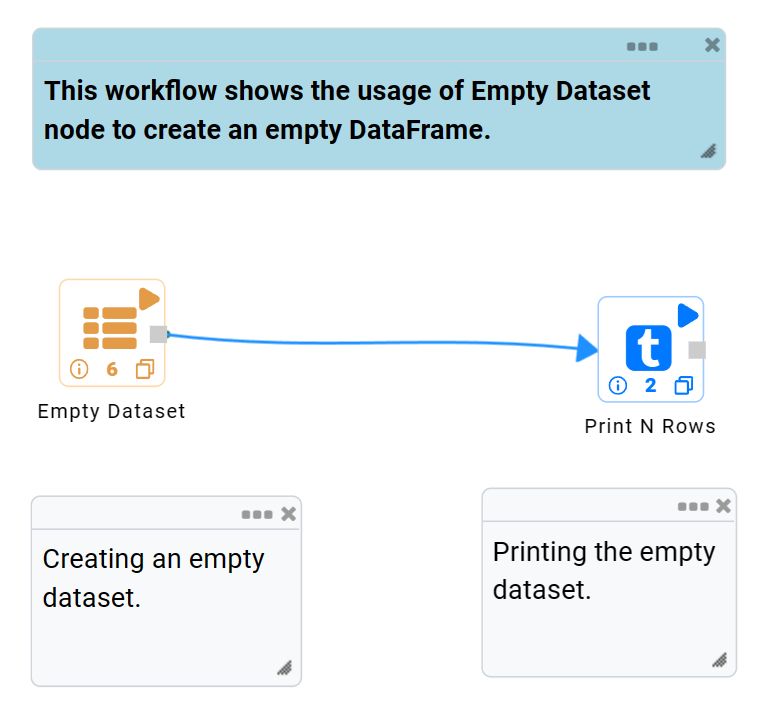 This workflow shows the usage of Empty Dataset
node to create an empty DataFrame.
6
Empty Dataset
t
2
Print N Rows
Creating an empty
dataset.
Printing the empty
dataset.